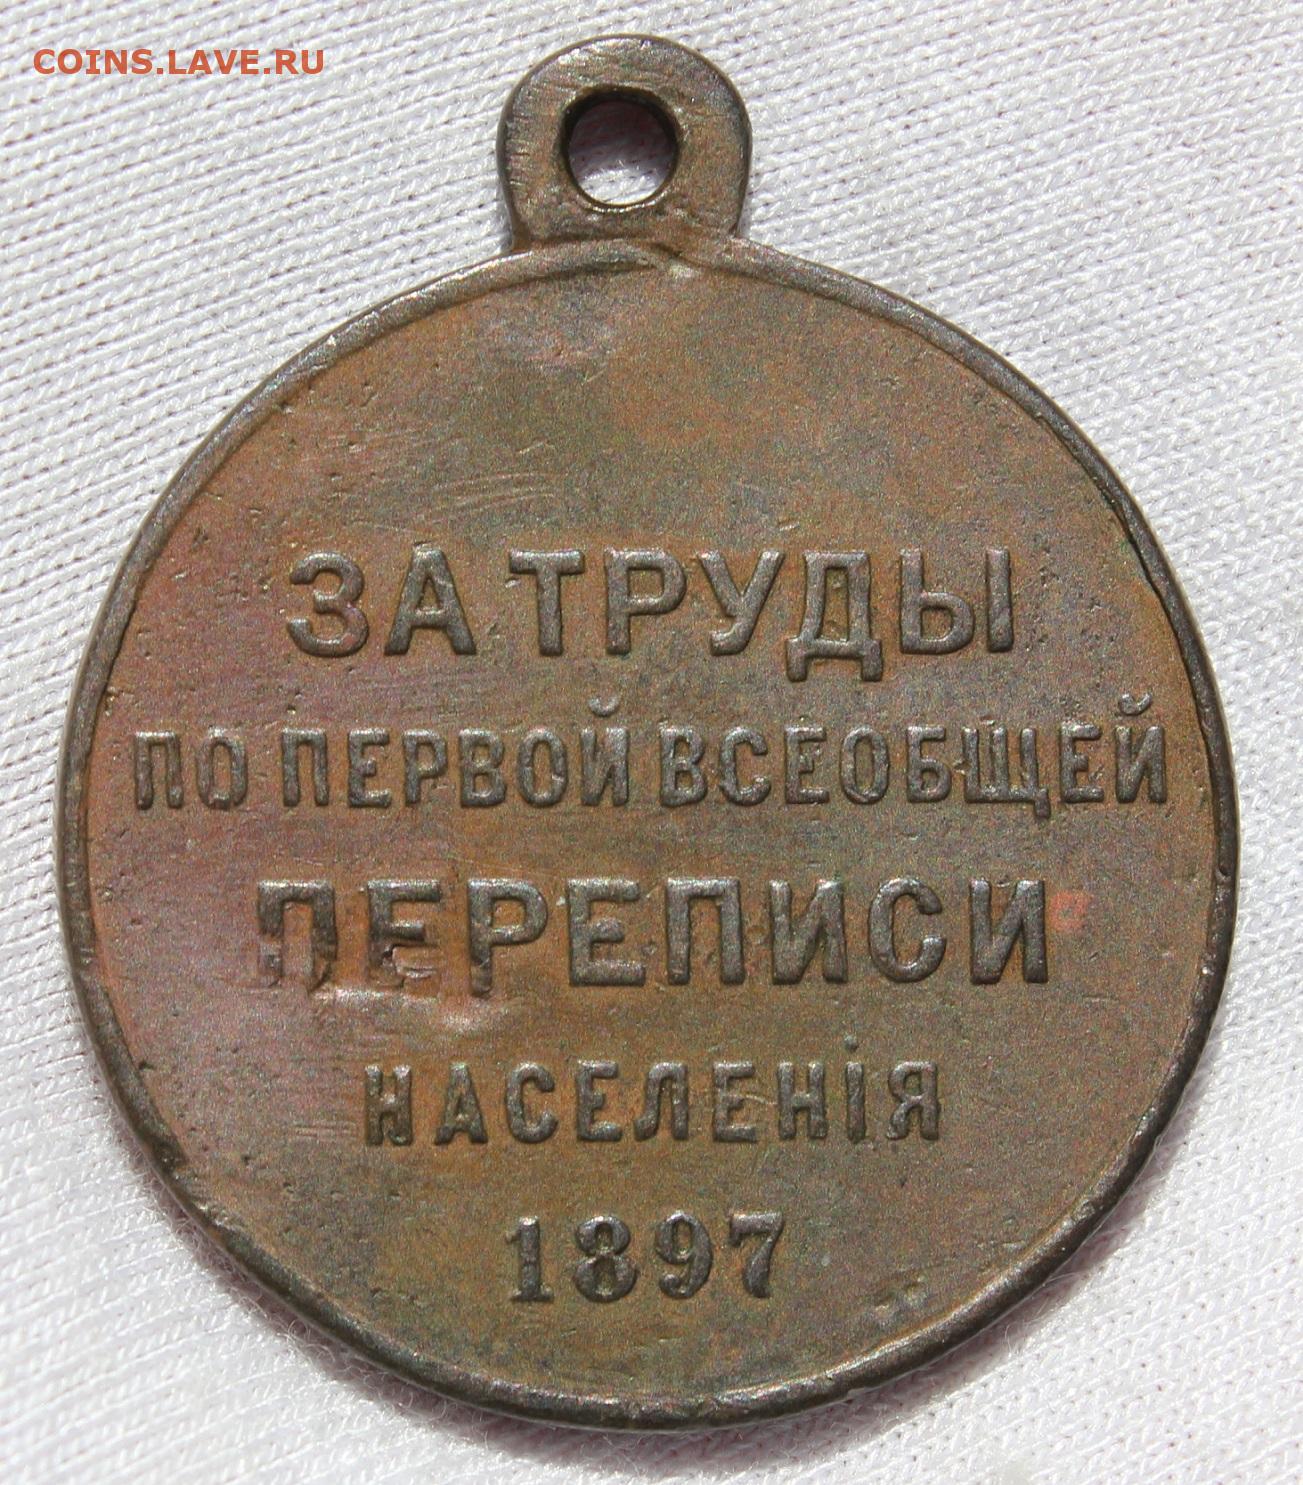 COINS.LAVE.RU
ЗА ТРУДЫ
ПО ПЕРВОЙ ВСЕОБЩЕЙ
ПЕРЕПИСИ
НАСЕЛЕНІЯ
1897